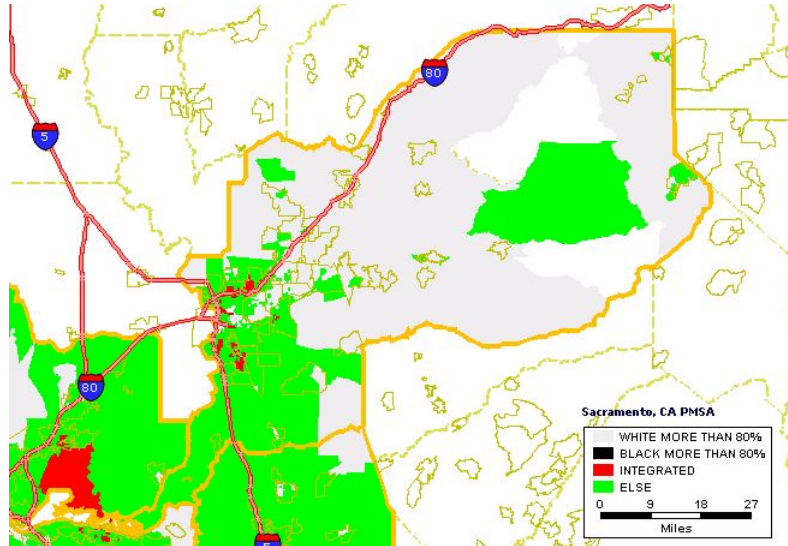 80
5
80
5
Sacramento, CA PMSA
WHITE MORE THAN 80%
BLACK MORE THAN 80%
INTEGRATED
ELSE
0 9 18 27
Miles